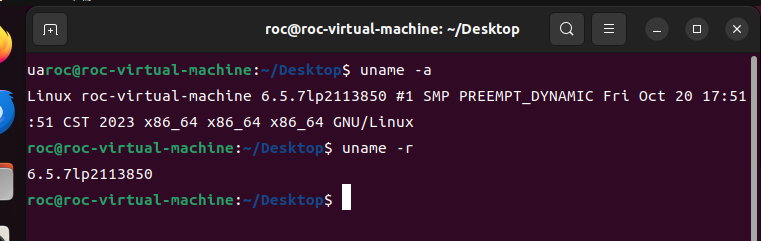 roc@roc-virtual-machine: ~/Desktop
uaroc@roc-virtual-machine:~/Desktop$ uname -a
Linux roc-virtual-machine 6.5.7lp2113850 #1 SMP PREEMPT_DYNAMIC Fri Oct 20 17:51
:51 CST 2023 x86_64 x86_64 x86_64 GNU/Linux
roc@roc-virtual-machine:~/Desktop$ uname -r
6.5.7lp2113850
roc@roc-virtual-machine:~/Desktop$